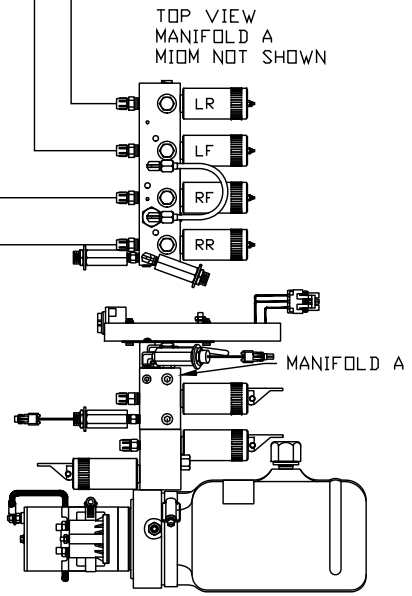 TOP VIEW
MANIFOLD A
MIOM NOT SHOWN
LR
LF
RF
RR
MANIFOLD A